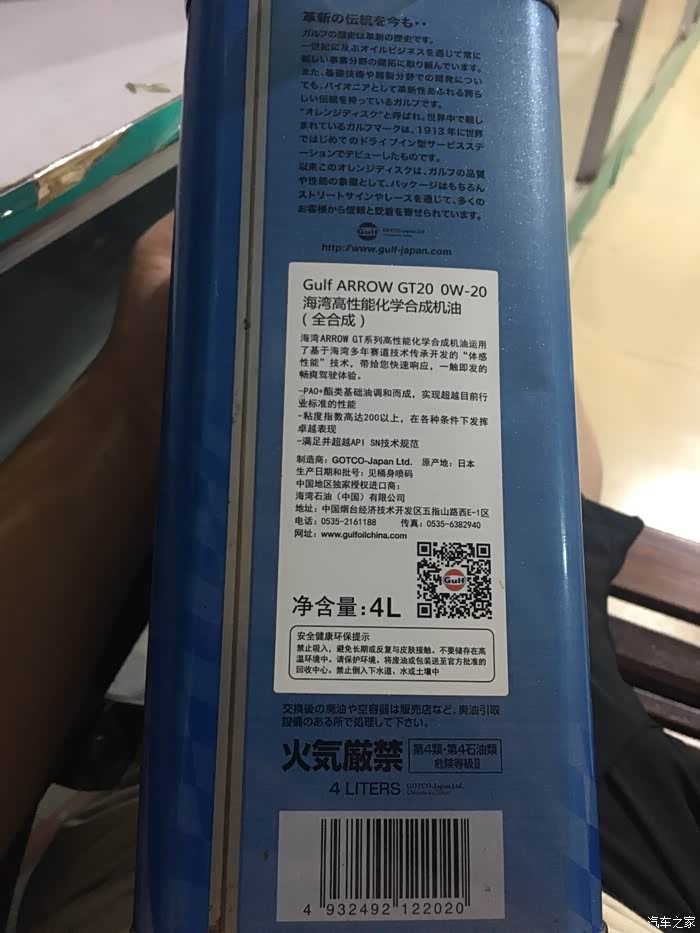 革新の伝統を今も・・
ガルフの歴史は革新の歴史です。
一世紀に及ぶオイルビジネスを通じて常に
新しい事業分野の開拓に取り組んでいます。
また、基礎技術や精製分野での開発につい
ても、パイオニアとして革新性あふれる誇ら
しい伝統を持っているガルフです。
"オレンジディスク"と呼ばれ、世界中で親し
まれているガルフマークは、1913年に世界
ではじめてのドライブイン型サービスステ
ーションでデビューしたものです。
以来このオレンジディスクは、ガルフの品質
や性能の象徴として、パッケージはもちろん
ストリートサインやレースを通じて、多くの
お客様から信頼と愛着を寄せられています。
Gulf GOTCO-Japan,Ltd.
http://www.gulf-japan.com
Gulf ARROW GT20 0W-20
海湾高性能化学合成机油
(全合成)
海湾ARROW GT系列高性能化学合成机油运用
了基于海湾多年赛道技术传承开发的"体感
性能"技术，带给您快速响应，一触即发的
畅爽驾驶体验。
-PAO+酯类基础油调和而成，实现超越目前行
业标准的性能
-粘度指数高达200以上，在各种条件下发挥
卓越表现
-满足并超越API SN技术规范
制造商：GOTCO-Japan Ltd. 原产地：日本
生产日期和批号：见桶身喷码
中国地区独家授权进口商：
海湾石油（中国）有限公司
地址：中国烟台经济技术开发区五指山路西E-1区
电话：0535-2161188 传真：0535-6382940
网址：www.gulfoilchina.com
Gulf
净含量：4L
安全健康环保提示
禁止吸入，避免长期或反复与皮肤接触。不要储存在高
温环境中。请保护环境。将废油或包装送至官方批准的
回收中心。禁止倒入下水道、水或土壤中
交換後の廃油や空容器は販売店など、廃油引取
設備のある所で処理して下さい。
火気厳禁 第4類・第4石油類
危険等級Ⅲ
4 LITERS GOTCO-Japan,Ltd.
4 932492 122020
汽车之家